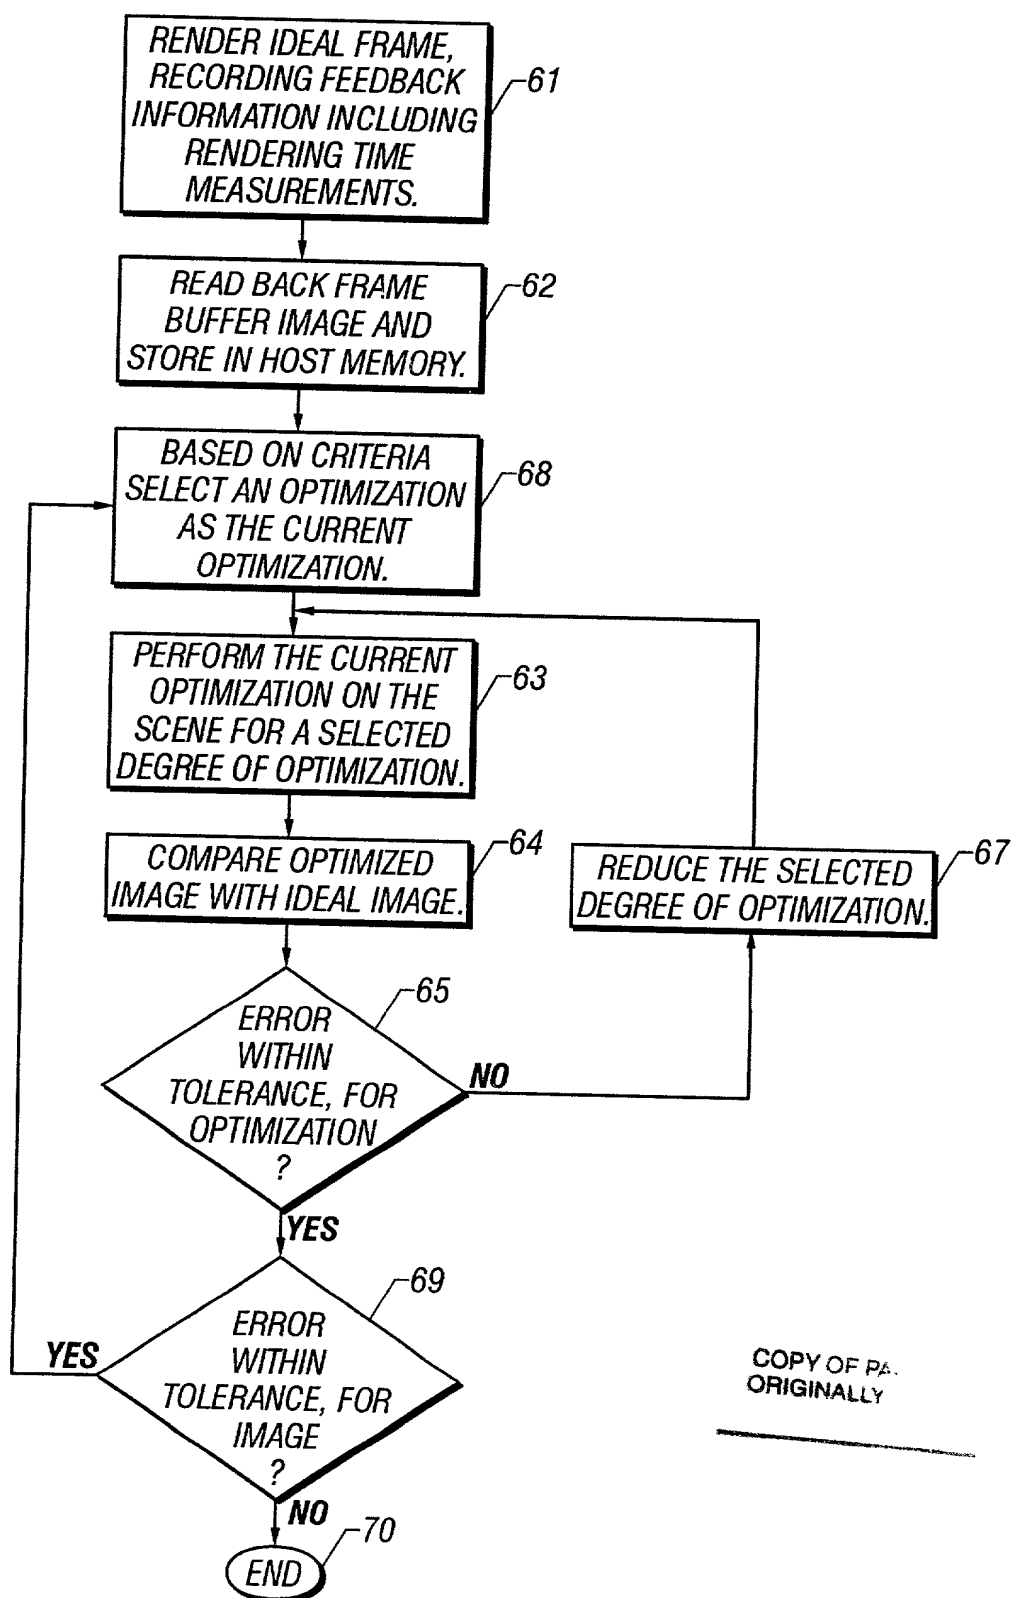 RENDER IDEAL FRAME,
RECORDING FEEDBACK
INFORMATION INCLUDING
RENDERING TIME
MEASUREMENTS.
61
READ BACK FRAME
BUFFER IMAGE AND
STORE IN HOST MEMORY.
62
BASED ON CRITERIA
SELECT AN OPTIMIZATION
AS THE CURRENT
OPTIMIZATION.
68
PERFORM THE CURRENT
OPTIMIZATION ON THE
SCENE FOR A SELECTED
DEGREE OF OPTIMIZATION.
63
COMPARE OPTIMIZED
IMAGE WITH IDEAL IMAGE.
64
REDUCE THE SELECTED
DEGREE OF OPTIMIZATION.
67
ERROR
WITHIN
TOLERANCE, FOR
OPTIMIZATION
?
65
NO
YES
ERROR
WITHIN
TOLERANCE, FOR
IMAGE
?
69
YES
NO
END
70
COPY OF
ORIGINALLY